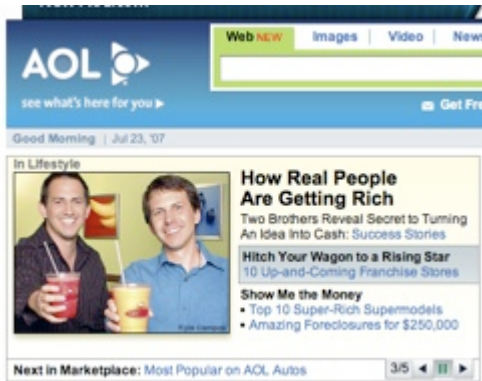 Web NEW Images Video New
AOL
see what's here for you
Get Fre
Good Morning | Jul 23, '07
In Lifestyle
How Real People
Are Getting Rich
Two Brothers Reveal Secret to Turning
An Idea Into Cash: Success Stories
Hitch Your Wagon to a Rising Star
10 Up-and-Coming Franchise Stores
Show Me the Money
• Top 10 Super-Rich Supermodels
• Amazing Foreclosures for $250,000
Next in Marketplace: Most Popular on AOL Autos 3/5